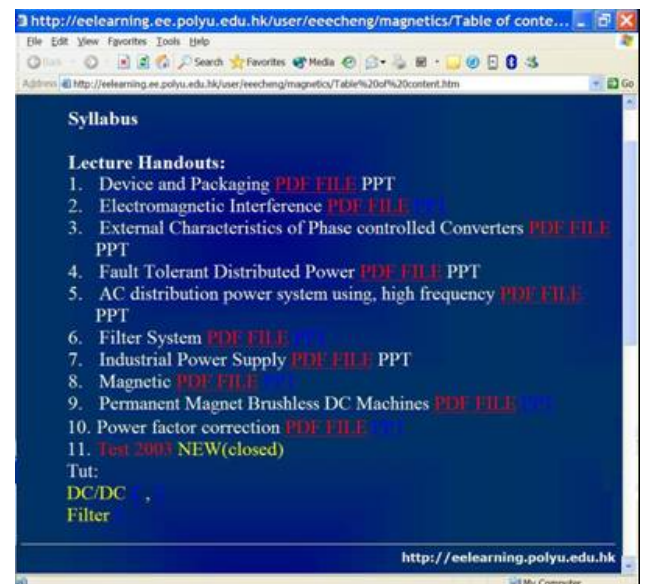 http://eelearning.ee.polyu.edu.hk/user/eeecheng/magnetics/Table of conte...
File Edit View Favorites Tools Help
Search Favorites Media
Address http://eelearning.ee.polyu.edu.hk/user/eeecheng/magnetics/Table%20of%20content.htm Go
Syllabus
Lecture Handouts:
1. Device and Packaging PDF FILE PPT
2. Electromagnetic Interference PDF FILE PPT
3. External Characteristics of Phase controlled Converters PDF FILE
PPT
4. Fault Tolerant Distributed Power PDF FILE PPT
5. AC distribution power system using, high frequency PDF FILE
PPT
6. Filter System PDF FILE PPT
7. Industrial Power Supply PDF FILE PPT
8. Magnetic PDF FILE PPT
9. Permanent Magnet Brushless DC Machines PDF FILE PPT
10. Power factor correction PDF FILE PPT
11. Test 2003 NEW(closed)
Tut:
DC/DC ,
Filter
http://eelearning.polyu.edu.hk
My Computer